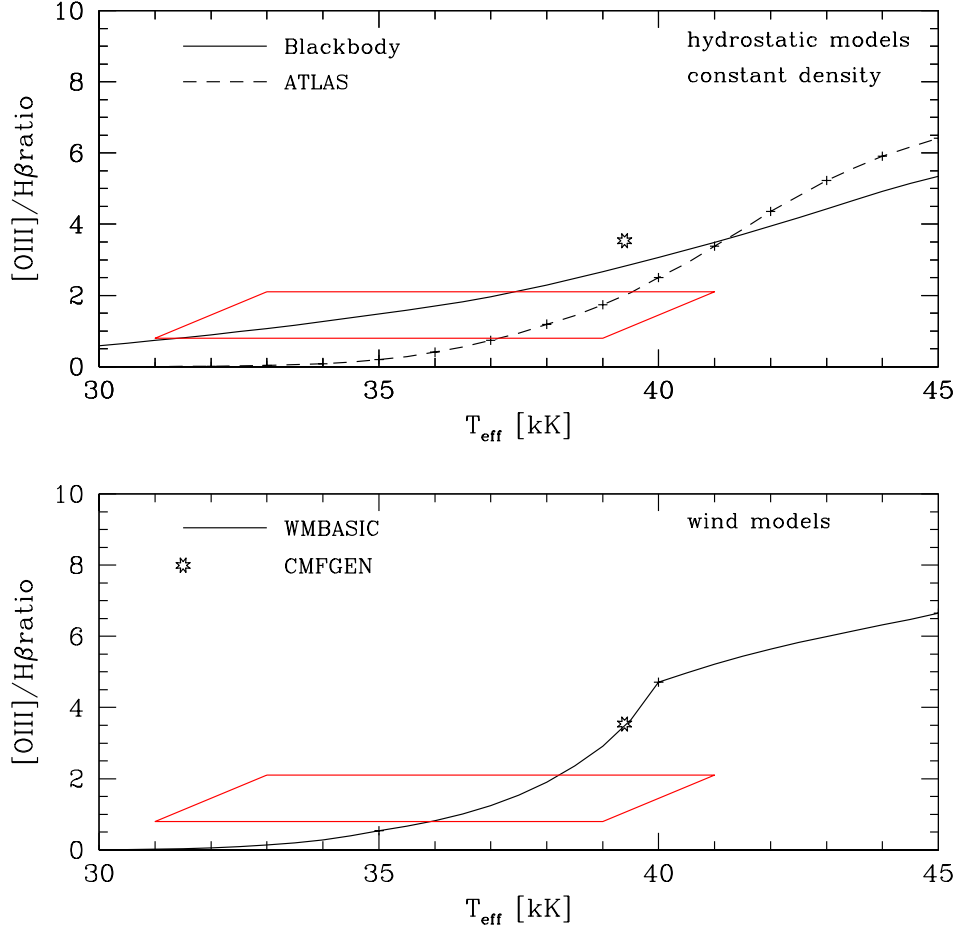 10
8
6
4
2
0
[OIII]/Hβratio
Blackbody
ATLAS
hydrostatic models
constant density
30
35
40
45
Teff [kK]
10
8
6
4
2
0
[OIII]/Hβratio
WMBASIC
CMFGEN
wind models
30
35
40
45
Teff [kK]